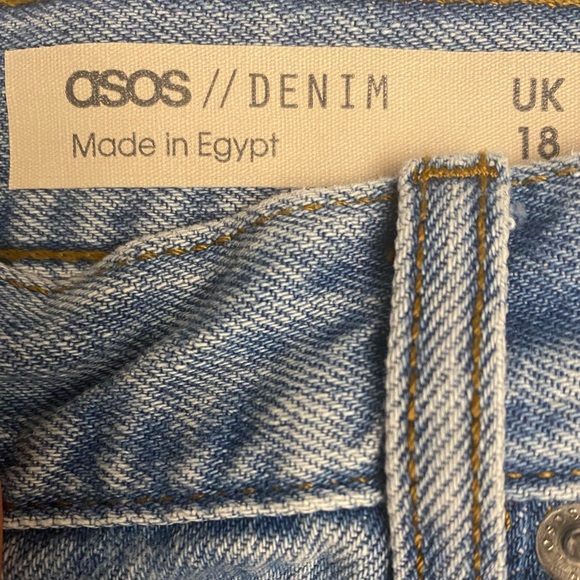 asos // DENIM UK
Made in Egypt 18